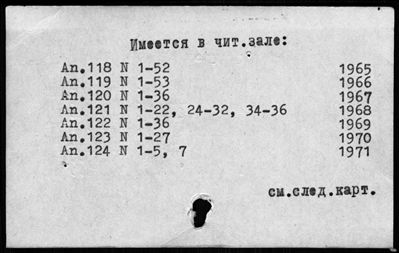 Имеется в чит.зале:
An.118 N 1-52 1965
An.119 N 1-53 1966
An.120 N 1-36 1967
An.121 N 1-22, 24-32, 34-36 1968
An.122 N 1-36 1969
An.123 N 1-27 1970
An.124 N 1-5, 7 1971
см.след.карт.